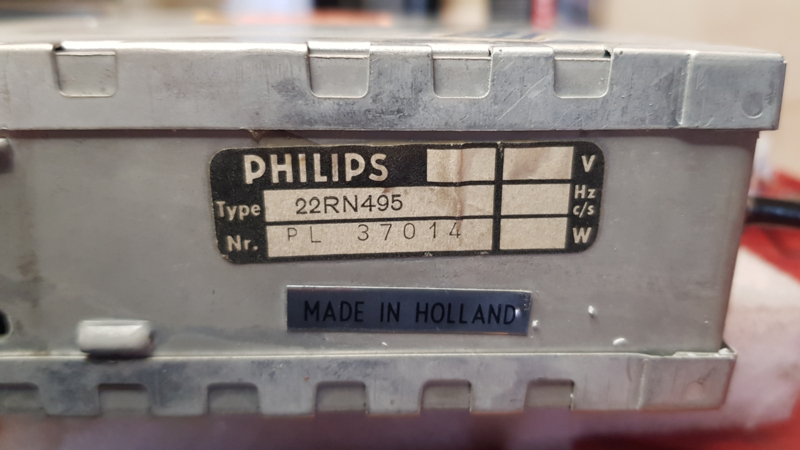 PHILIPS V
Type 22RN495 Hz c/s
Nr. PL 37014 W
MADE IN HOLLAND